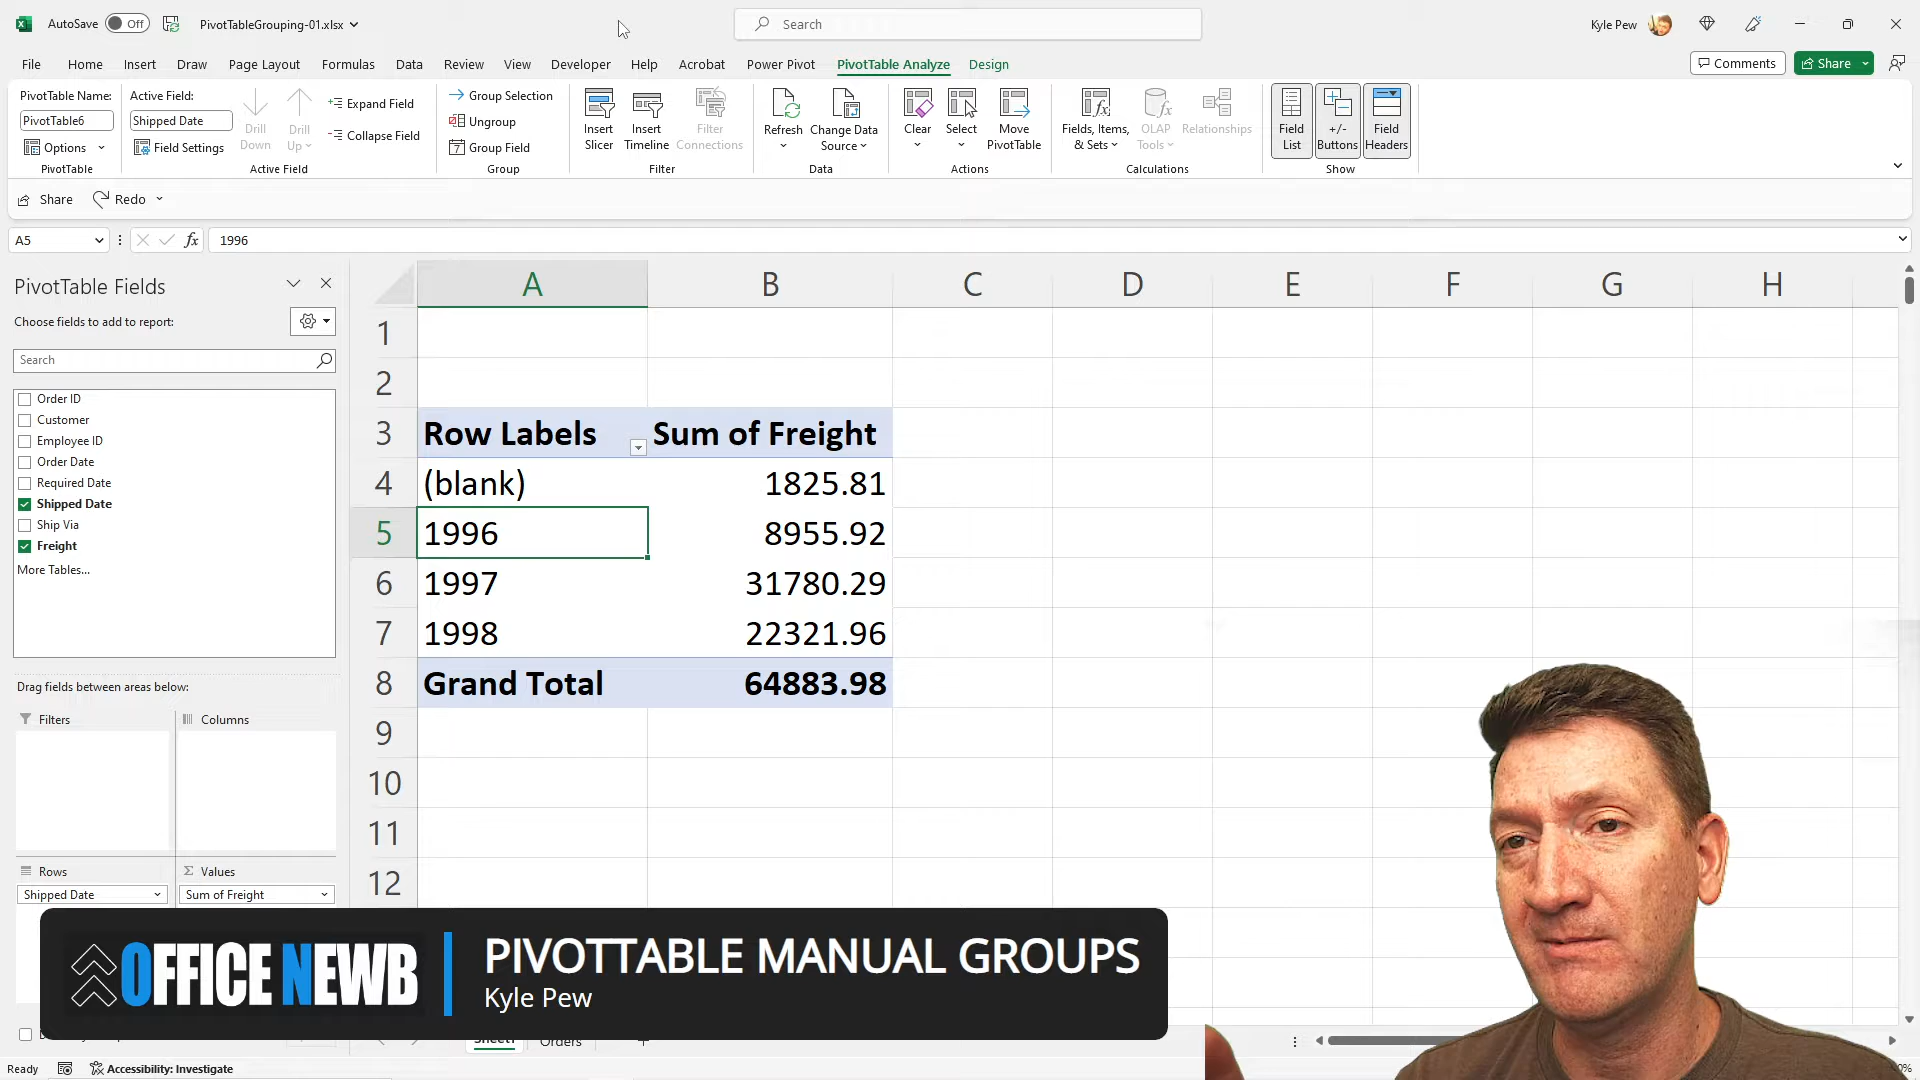 AutoSave Off PivotTableGrouping-01.xlsx Search Kyle Pew
File Home Insert Draw Page Layout Formulas Data Review View Developer Help Acrobat Power Pivot PivotTable Analyze Design Comments Share
PivotTable Name:
PivotTable6
Options
PivotTable
Active Field:
Shipped Date
Field Settings
Drill Down
Drill Up
Expand Field
Collapse Field
Active Field
Group Selection
Ungroup
Group Field
Group
Insert Slicer
Insert Timeline
Filter Connections
Filter
Refresh
Change Data Source
Data
Clear
Select
Move PivotTable
Actions
Fields, Items, & Sets
OLAP Tools
Relationships
Calculations
Field List
+/- Buttons
Field Headers
Show
Share Redo
A5 fx 1996
PivotTable Fields
Choose fields to add to report:
Search
Order ID
Customer
Employee ID
Order Date
Required Date
Shipped Date
Ship Via
Freight
More Tables...
Drag fields between areas below:
Filters Columns
Rows Values
Shipped Date Sum of Freight
A B C D E F G H
1
2
3 Row Labels Sum of Freight
4 (blank) 1825.81
5 1996 8955.92
6 1997 31780.29
7 1998 22321.96
8 Grand Total 64883.98
9
10
11
12
OFFICE NEWB
PIVOTTABLE MANUAL GROUPS
Kyle Pew
Sheet1 Orders
Ready Accessibility: Investigate